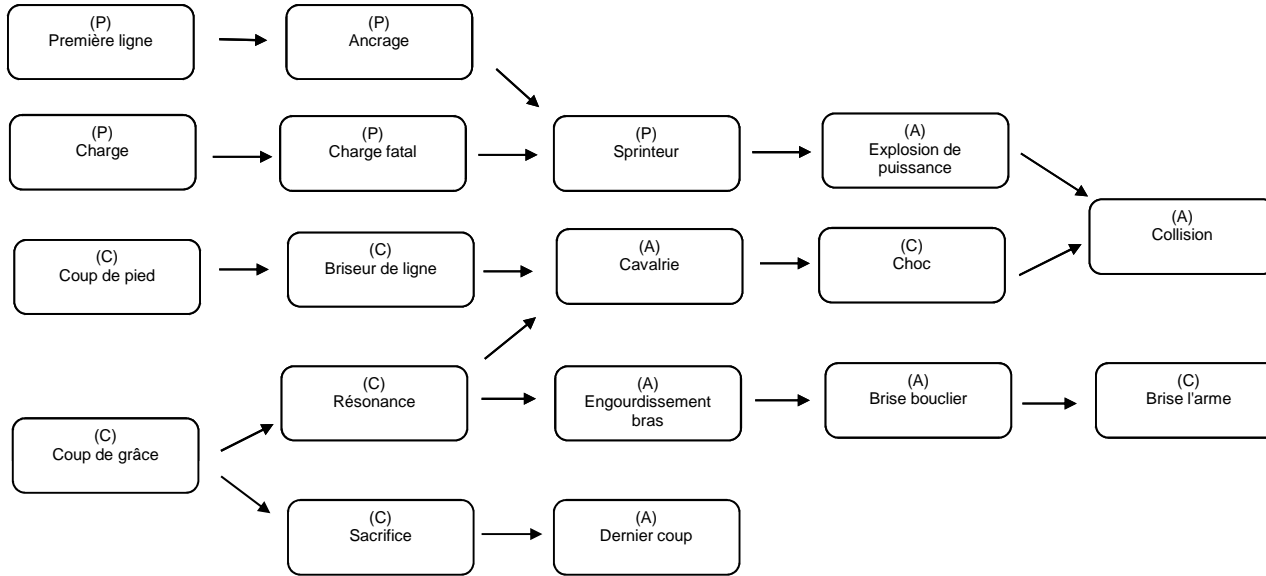 (P)
Première ligne
(P)
Ancrage
(P)
Charge
(P)
Charge fatal
(P)
Sprinteur
(A)
Explosion de
puissance
(A)
Collision
(C)
Coup de pied
(C)
Briseur de ligne
(A)
Cavalrie
(C)
Choc
(C)
Résonance
(A)
Engourdissement
bras
(A)
Brise bouclier
(C)
Brise l'arme
(C)
Coup de grâce
(C)
Sacrifice
(A)
Dernier coup